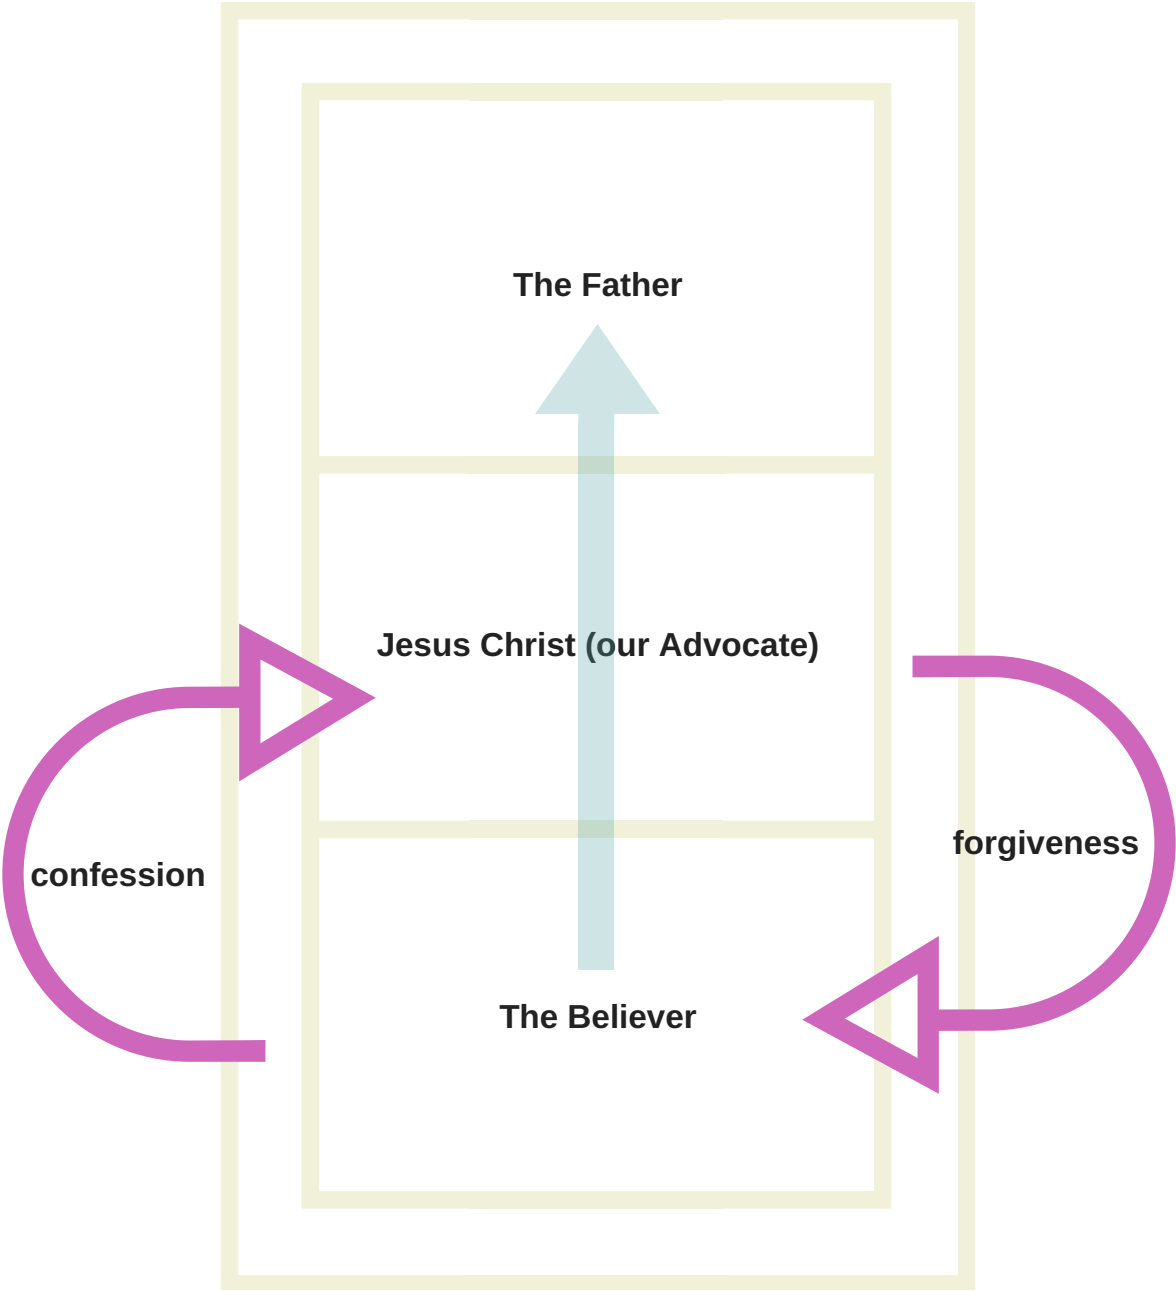 The Father
Jesus Christ (our Advocate)
forgiveness
confession
The Believer